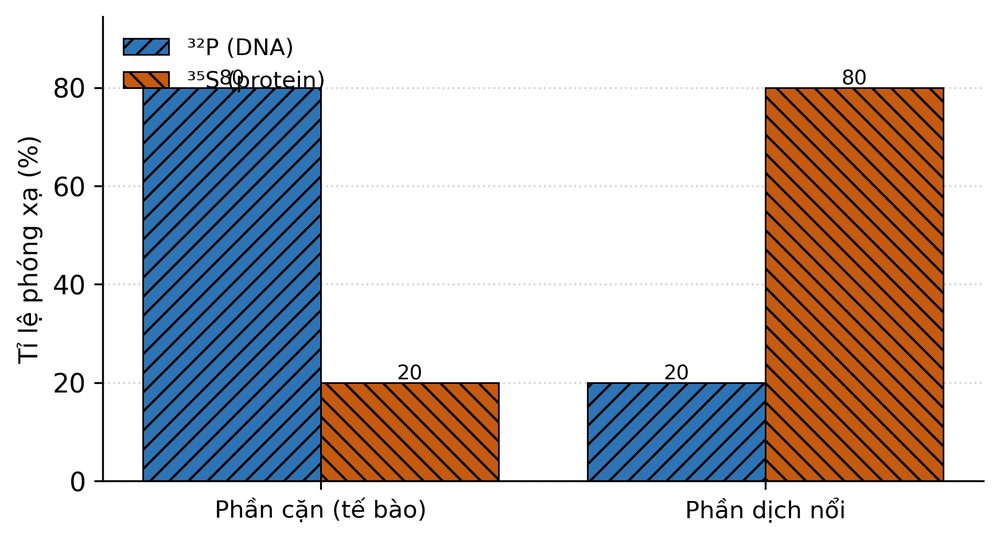 ³²P (DNA)
³⁵S (protein)
80
80
20
20
Tỉ lệ phóng xạ (%)
80
60
40
20
0
Phần cặn (tế bào)
Phần dịch nổi